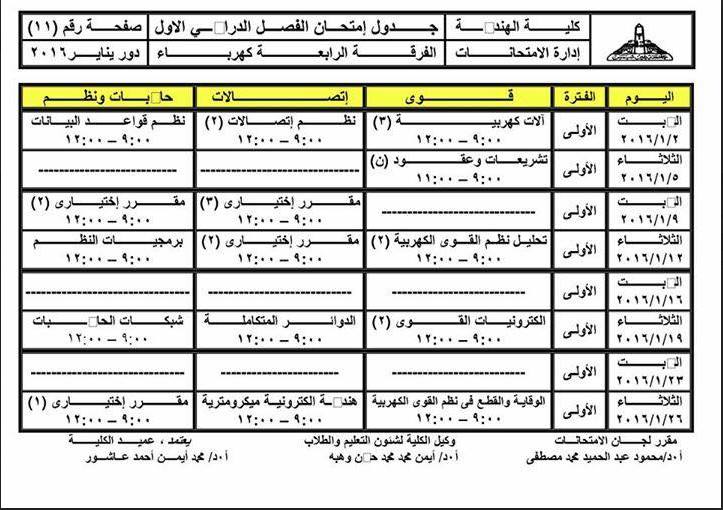 كلية الهندسة جدول إمتحان الفصل الدراسي الاول صفحة رقم (١١)
إدارة الامتحانات الفرقة الرابعة كهرباء دور يناير ٢٠١٦
اليوم الفترة قوى إتصالات حاسبات ونظم
السبت الأولى آلات كهربية (٣) نظم إتصالات (٢) نظم قواعد البيانات
٢٠١٦/١/٢ ٩:٠٠ – ١٢:٠٠ ٩:٠٠ – ١٢:٠٠ ٩:٠٠ – ١٢:٠٠
الثلاثاء الأولى تشريعات وعقود (ن) ---------- ----------
٢٠١٦/١/٥ ٩:٠٠ – ١١:٠٠
السبت الأولى ---------- مقرر إختيارى (٣) مقرر إختيارى (٢)
٢٠١٦/١/٩ ٩:٠٠ – ١٢:٠٠ ٩:٠٠ – ١٢:٠٠
الثلاثاء الأولى تحليل نظم القوى الكهربية (٢) مقرر إختيارى (٢) برمجيات النظم
٢٠١٦/١/١٢ ٩:٠٠ – ١٢:٠٠ ٩:٠٠ – ١٢:٠٠ ٩:٠٠ – ١٢:٠٠
السبت الأولى ---------- ---------- ----------
٢٠١٦/١/١٦
الثلاثاء الأولى الكترونيات القوى (٢) الدوائر المتكاملة شبكات الحاسبات
٢٠١٦/١/١٩ ٩:٠٠ – ١٢:٠٠ ٩:٠٠ – ١٢:٠٠ ٩:٠٠ – ١٢:٠٠
السبت الأولى ---------- ---------- ----------
٢٠١٦/١/٢٣
الثلاثاء الأولى الوقاية والقطع فى نظم القوى الكهربية هندسة الكترونية ميكرومترية مقرر إختيارى (١)
٢٠١٦/١/٢٦ ٩:٠٠ – ١٢:٠٠ ٩:٠٠ – ١٢:٠٠ ٩:٠٠ – ١٢:٠٠
مقرر لجان الامتحانات وكيل الكلية لشئون التعليم والطلاب يعتمد ، عميد الكلية
أ٠د/محمود عبد الحميد محمد مصطفى أ٠د/ أيمن محمد محمد حسن وهبه أ٠د/ محمد أيمن أحمد عاشور